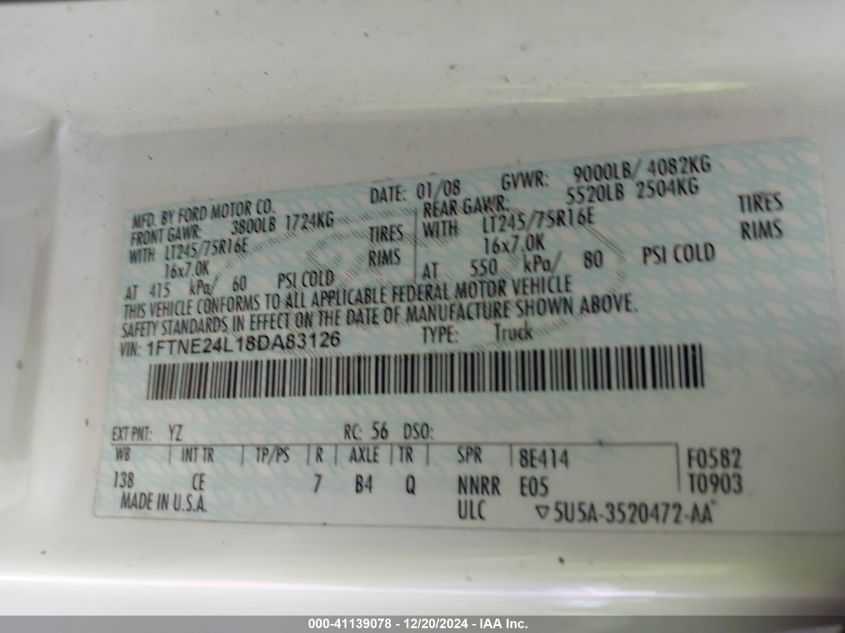 MFD. BY FORD MOTOR CO.
DATE: 01/08 GVWR: 9000LB/ 4082KG
FRONT GAWR: 3800LB 1724KG
REAR GAWR: 5520LB 2504KG
WITH LT245/75R16E TIRES
WITH LT245/75R16E TIRES
16x7.0K RIMS
16x7.0K RIMS
AT 415 kPa/ 60 PSI COLD
AT 550 kPa/ 80 PSI COLD
THIS VEHICLE CONFORMS TO ALL APPLICABLE FEDERAL MOTOR VEHICLE
SAFETY STANDARDS IN EFFECT ON THE DATE OF MANUFACTURE SHOWN ABOVE.
VIN: 1FTNE24L18DA83126 TYPE: Truck
EXT PNT: YZ RC: 56 DSO:
WB INT TR TP/PS R AXLE TR SPR 8E414 F0582
138 CE 7 B4 Q NNRR E05 T0903
MADE IN U.S.A. ULC ▽5U5A-3520472-AA
000-41139078 - 12/20/2024 - IAA Inc.